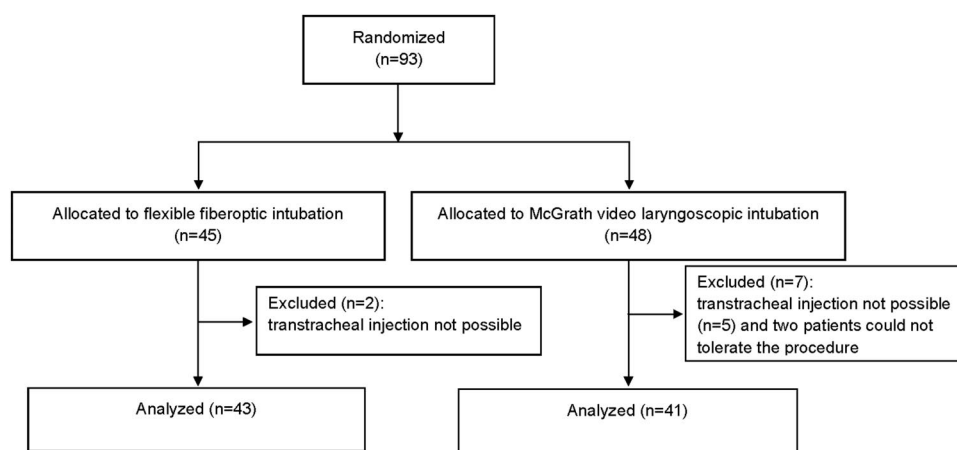 Randomized
(n=93)
Allocated to flexible fiberoptic intubation
(n=45)
Allocated to McGrath video laryngoscopic intubation
(n=48)
Excluded (n=2):
transtracheal injection not possible
Excluded (n=7):
transtracheal injection not possible
(n=5) and two patients could not
tolerate the procedure
Analyzed (n=43)
Analyzed (n=41)